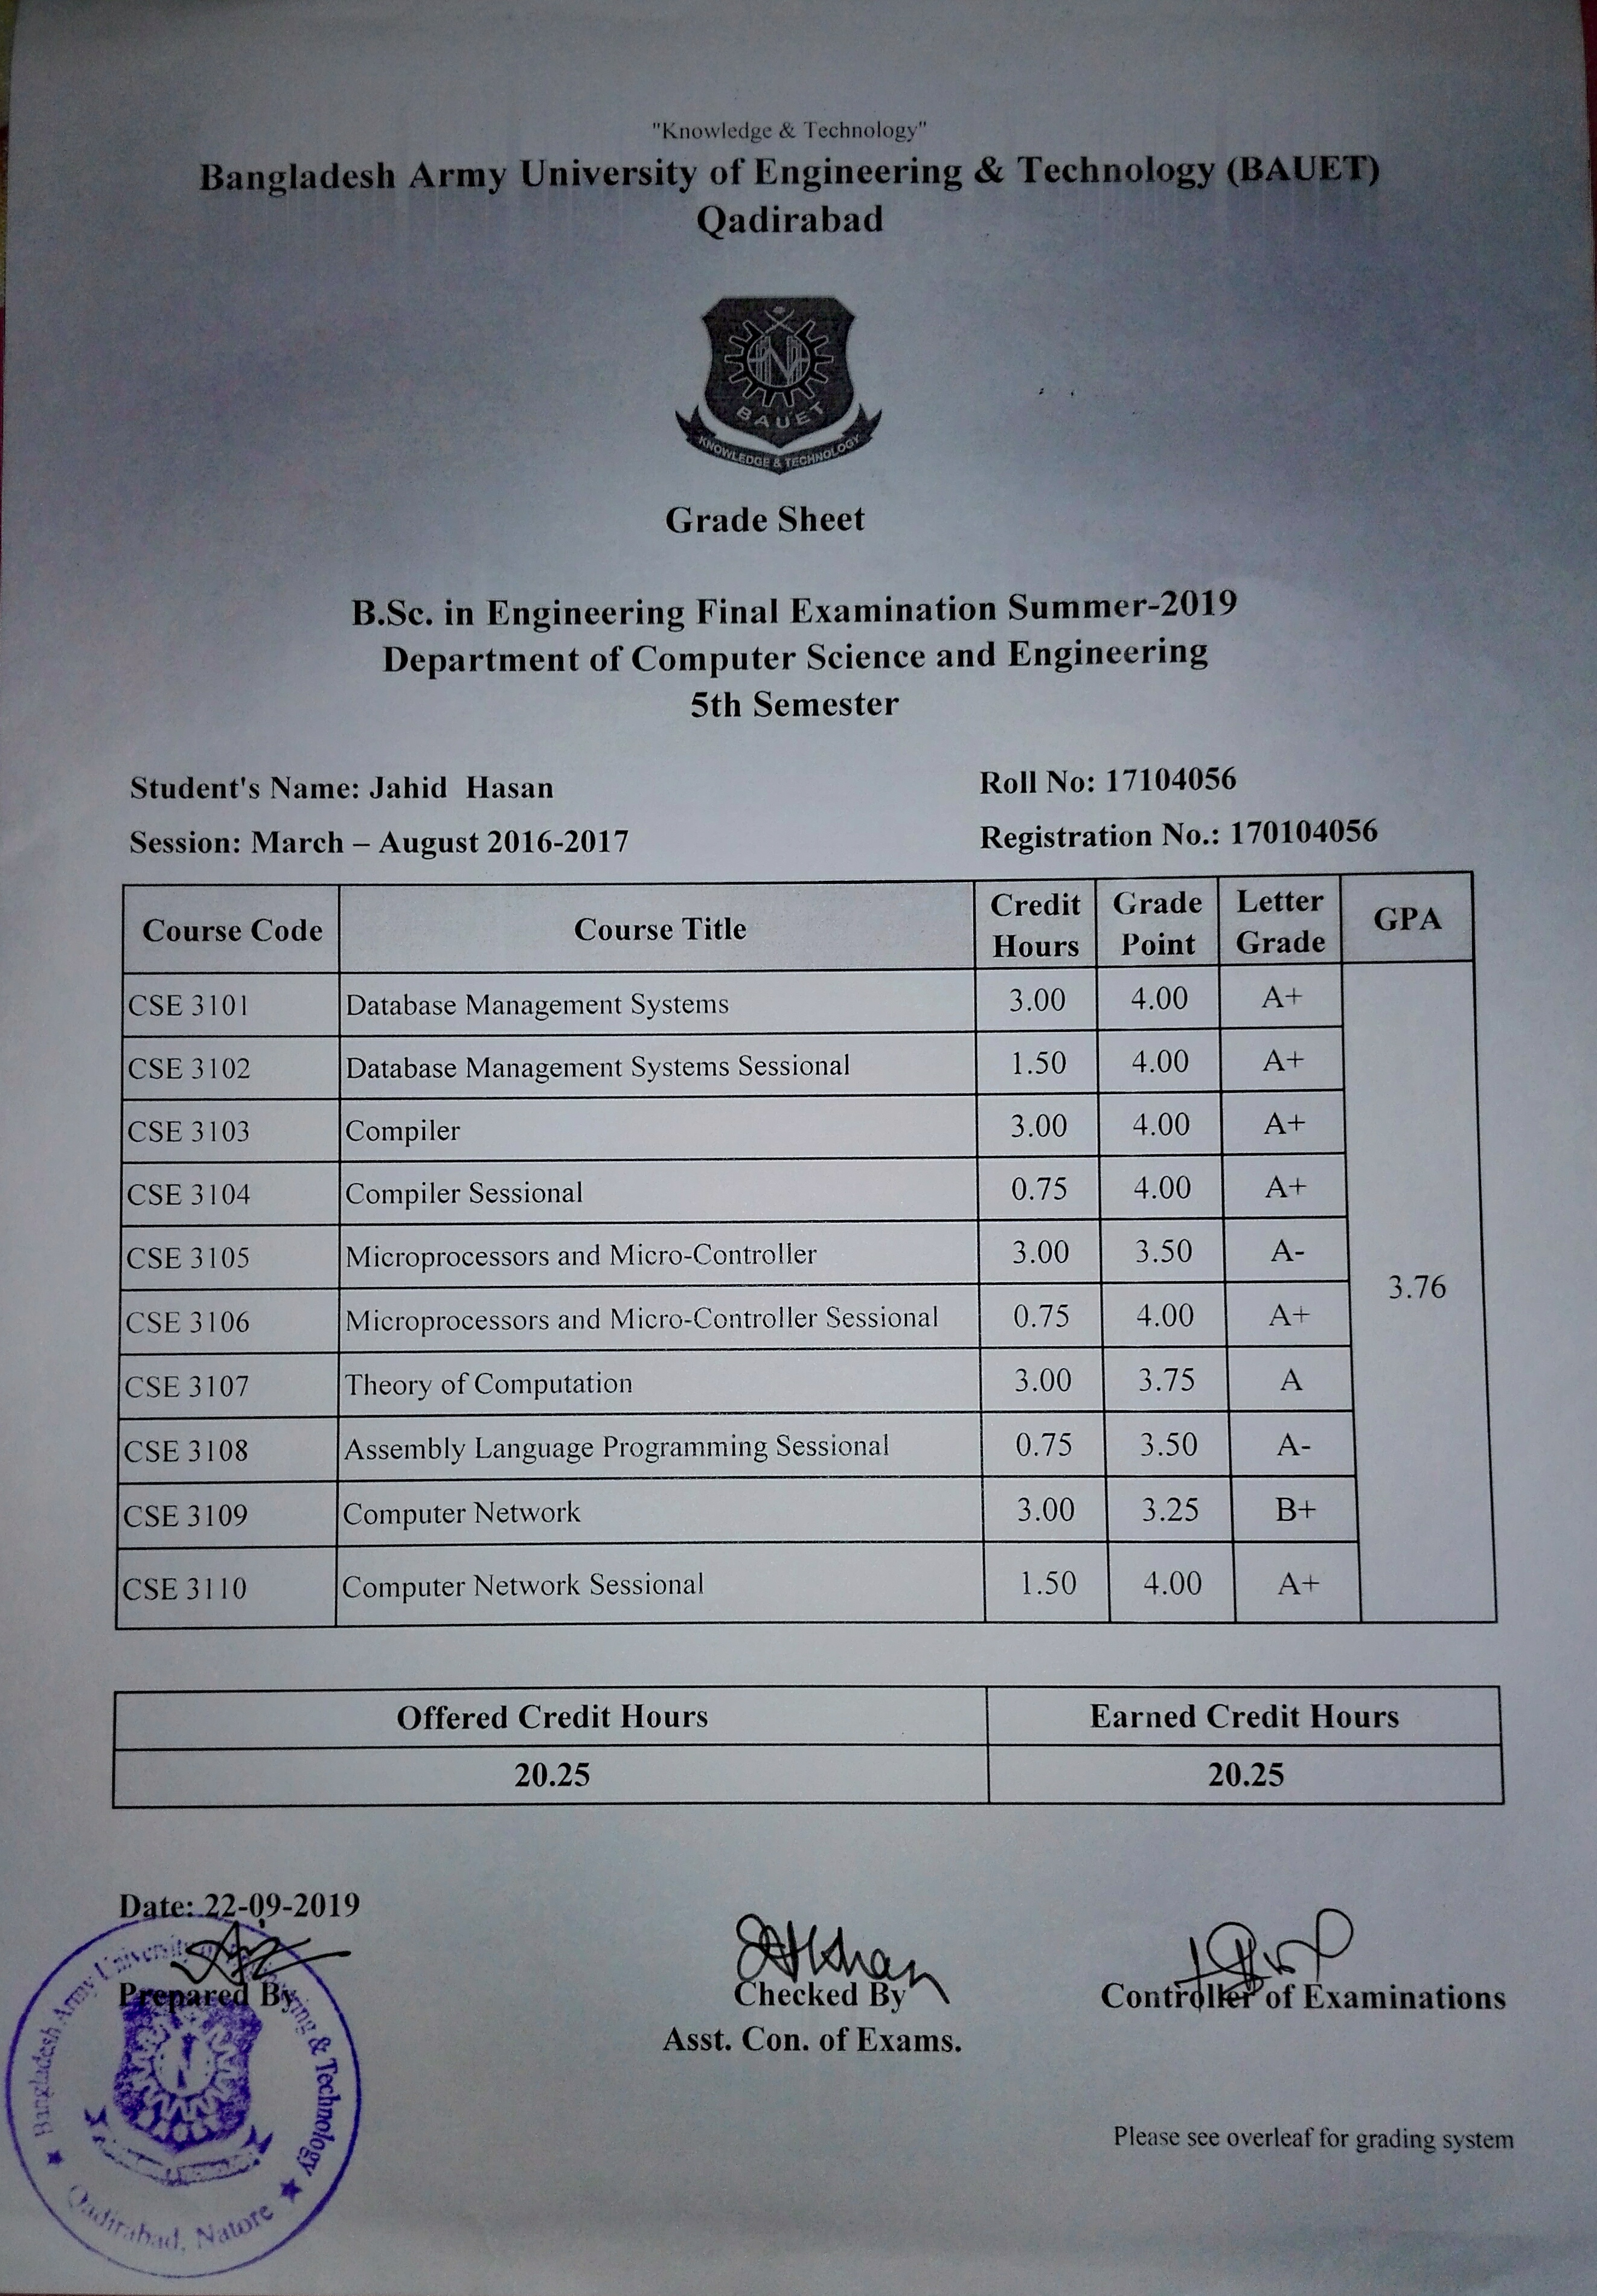 "Knowledge & Technology"
Bangladesh Army University of Engineering & Technology (BAUET)
Qadirabad
BAUET
KNOWLEDGE & TECHNOLOGY
Grade Sheet
B.Sc. in Engineering Final Examination Summer-2019
Department of Computer Science and Engineering
5th Semester
Student's Name: Jahid Hasan Roll No: 17104056
Session: March – August 2016-2017 Registration No.: 170104056
Course Code Course Title Credit Hours Grade Point Letter Grade GPA
CSE 3101 Database Management Systems 3.00 4.00 A+
CSE 3102 Database Management Systems Sessional 1.50 4.00 A+
CSE 3103 Compiler 3.00 4.00 A+
CSE 3104 Compiler Sessional 0.75 4.00 A+
CSE 3105 Microprocessors and Micro-Controller 3.00 3.50 A-
3.76
CSE 3106 Microprocessors and Micro-Controller Sessional 0.75 4.00 A+
CSE 3107 Theory of Computation 3.00 3.75 A
CSE 3108 Assembly Language Programming Sessional 0.75 3.50 A-
CSE 3109 Computer Network 3.00 3.25 B+
CSE 3110 Computer Network Sessional 1.50 4.00 A+
Offered Credit Hours Earned Credit Hours
20.25 20.25
Date: 22-09-2019
Prepared By Checked By Controller of Examinations
Asst. Con. of Exams.
Bangladesh Army University & Technology
Qadirabad, Natore
Please see overleaf for grading system